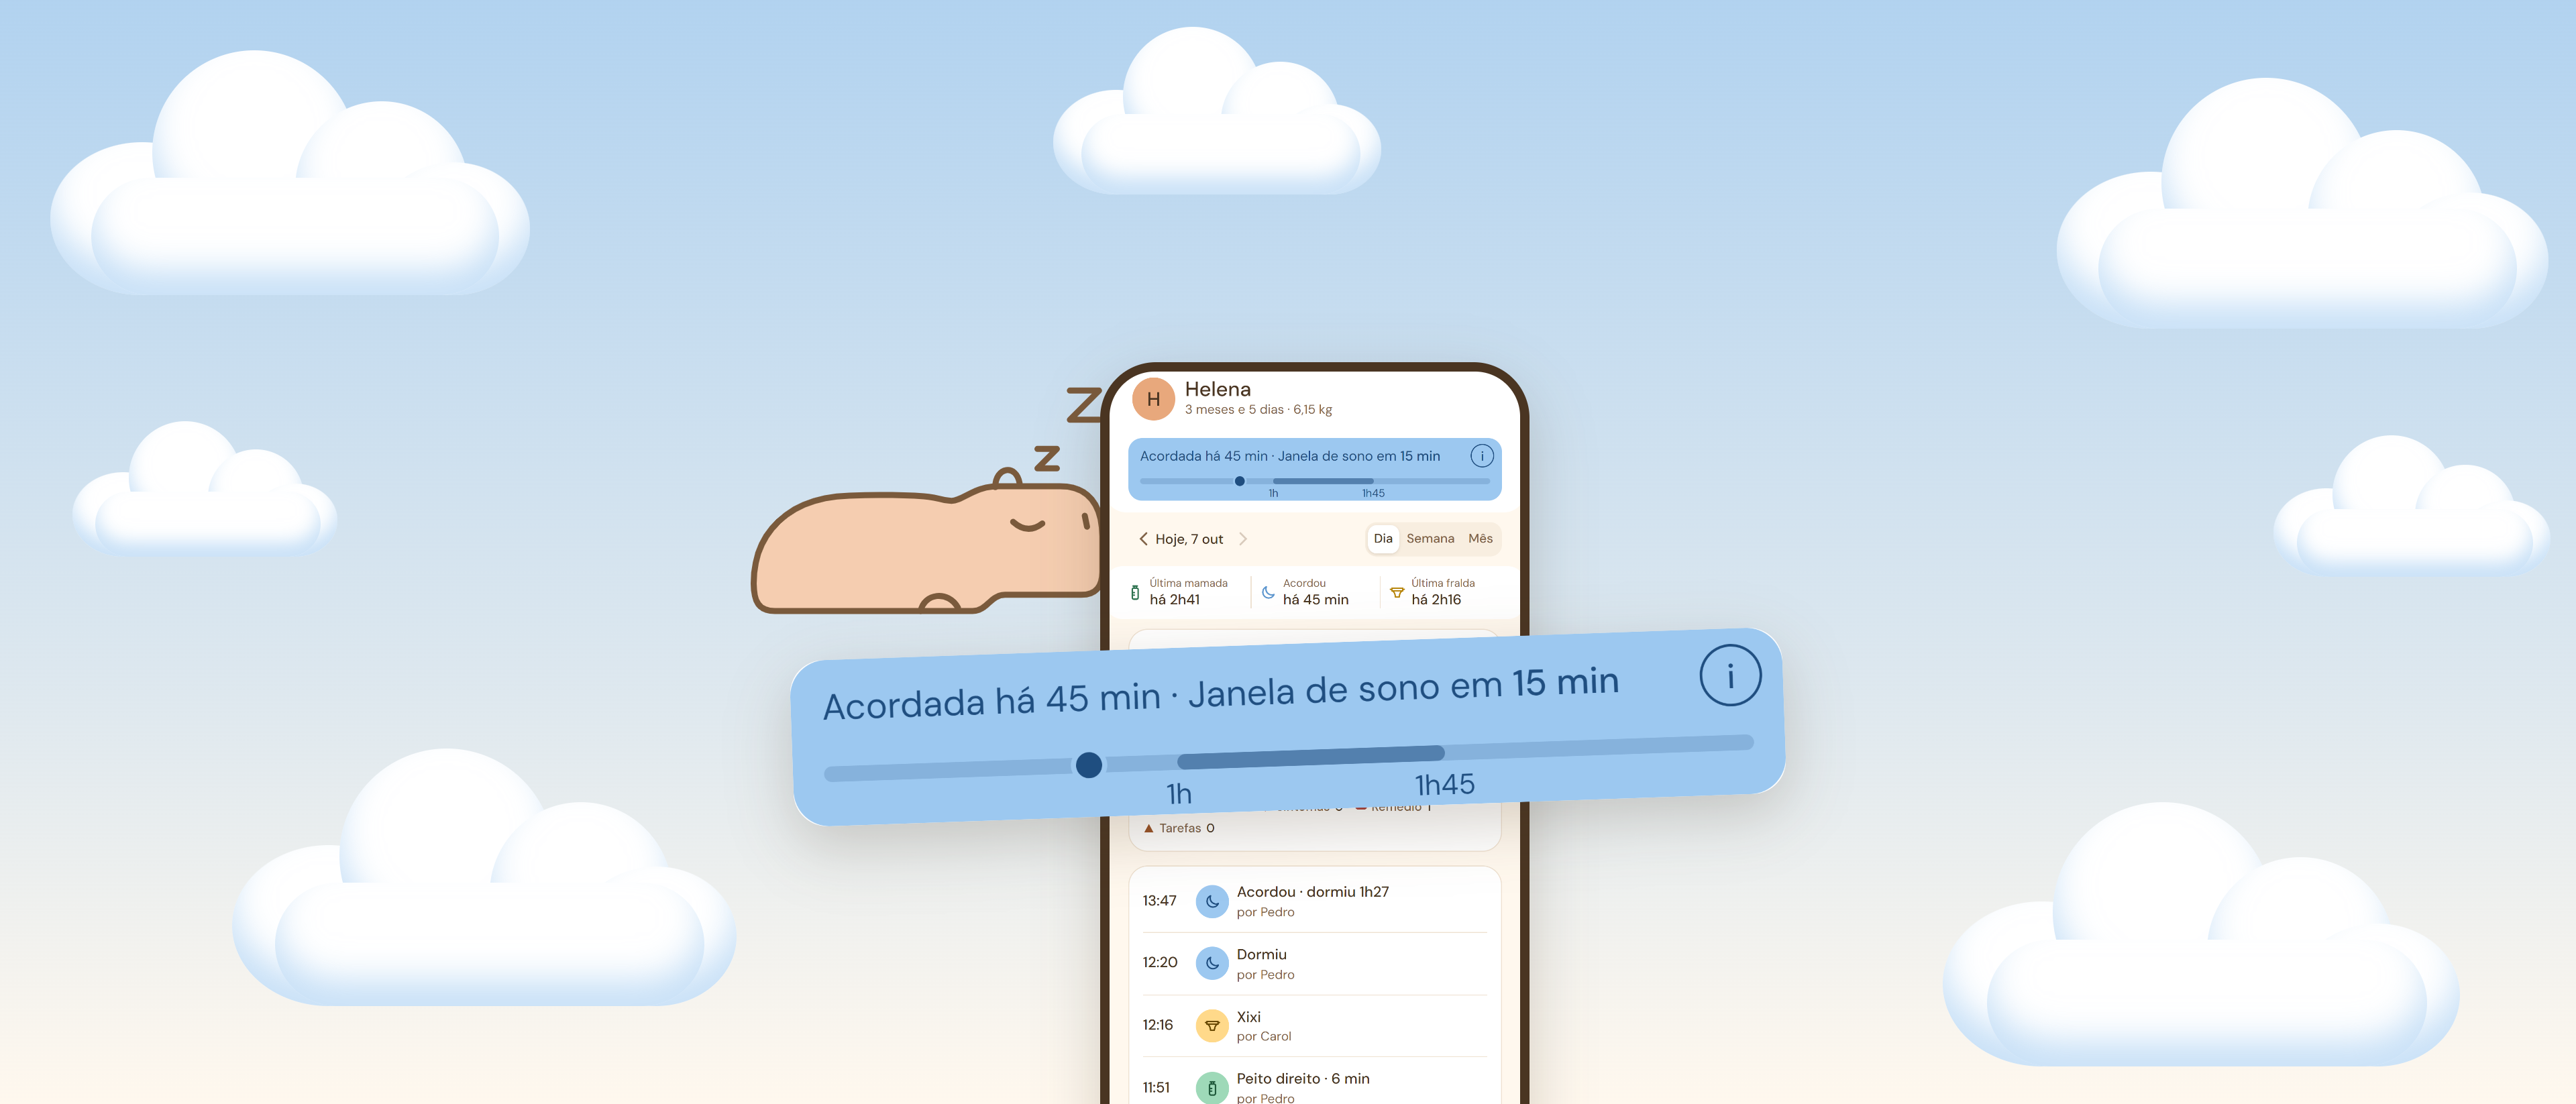 Z
z
H
Helena
3 meses e 5 dias · 6,15 kg
Acordada há 45 min · Janela de sono em 15 min
i
1h
1h45
Hoje, 7 out
Dia
Semana
Mês
Última mamada
há 2h41
Acordou
há 45 min
Última fralda
há 2h16
Acordada há 45 min · Janela de sono em 15 min
i
1h
1h45
Tarefas 0
13:47
Acordou · dormiu 1h27
por Pedro
12:20
Dormiu
por Pedro
12:16
Xixi
por Carol
11:51
Peito direito · 6 min
por Pedro